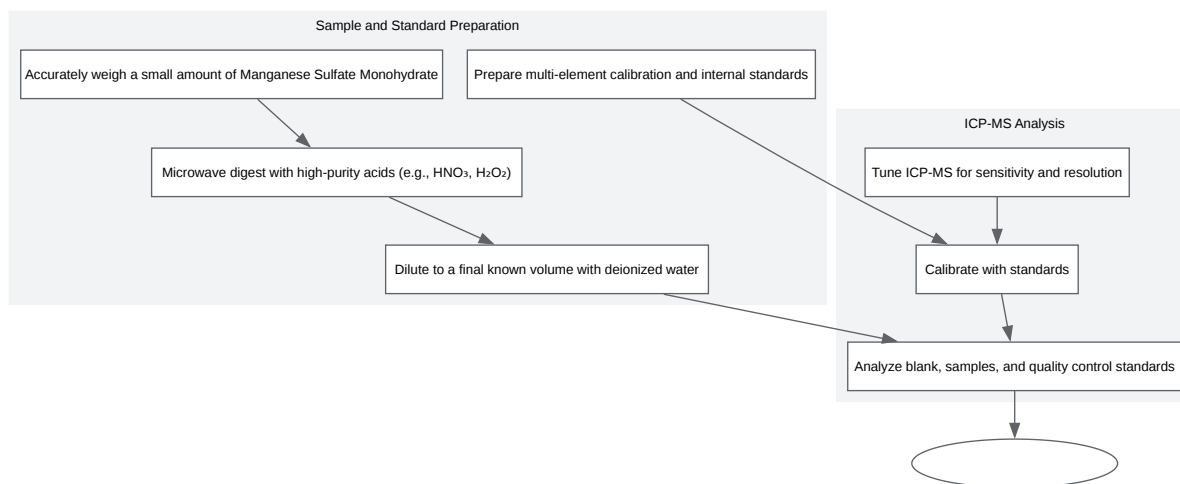 Sample and Standard Preparation
Accurately weigh a small amount of Manganese Sulfate Monohydrate
Prepare multi-element calibration and internal standards
Microwave digest with high-purity acids (e.g., HNO₃, H₂O₂)
Dilute to a final known volume with deionized water
ICP-MS Analysis
Tune ICP-MS for sensitivity and resolution
Calibrate with standards
Analyze blank, samples, and quality control standards